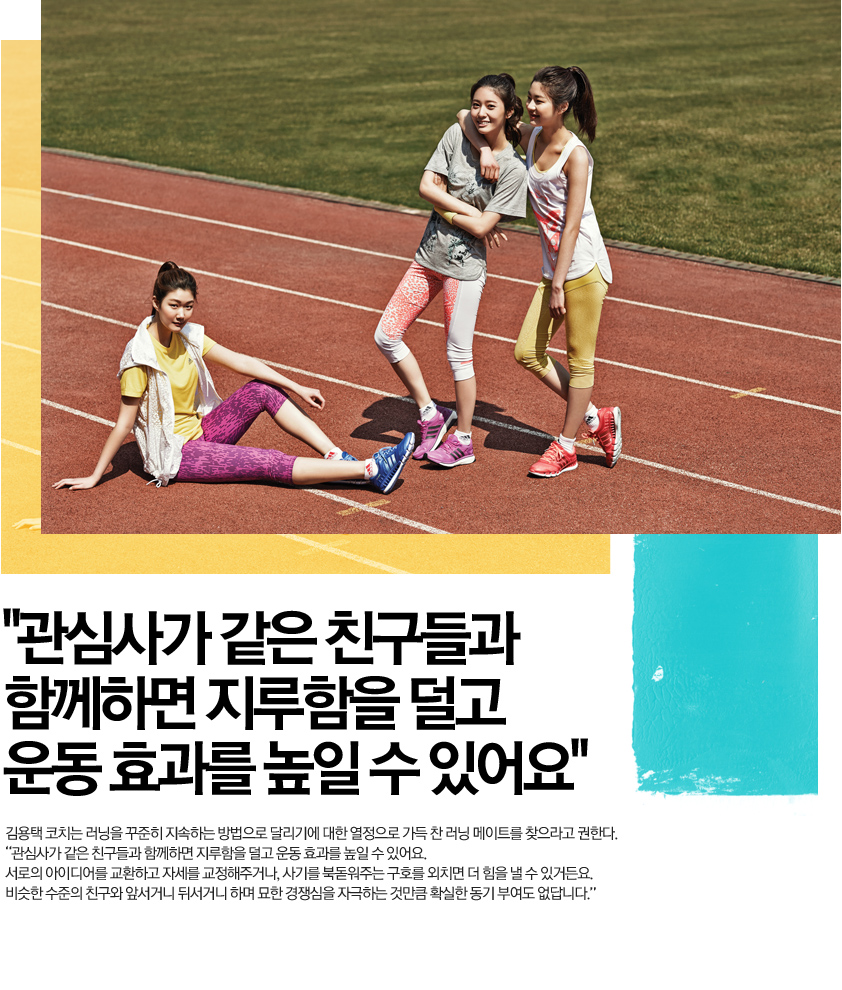 "관심사가 같은 친구들과
함께하면 지루함을 덜고
운동 효과를 높일 수 있어요"
김용택 코치는 러닝을 꾸준히 지속하는 방법으로 달리기에 대한 열정으로 가득 찬 러닝 메이트를 찾으라고 권한다.
“관심사가 같은 친구들과 함께하면 지루함을 덜고 운동 효과를 높일 수 있어요.
서로의 아이디어를 교환하고 자세를 교정해주거나, 사기를 북돋워주는 구호를 외치면 더 힘을 낼 수 있거든요.
비슷한 수준의 친구와 앞서거니 뒤서거니 하며 묘한 경쟁심을 자극하는 것만큼 확실한 동기 부여도 없답니다.”